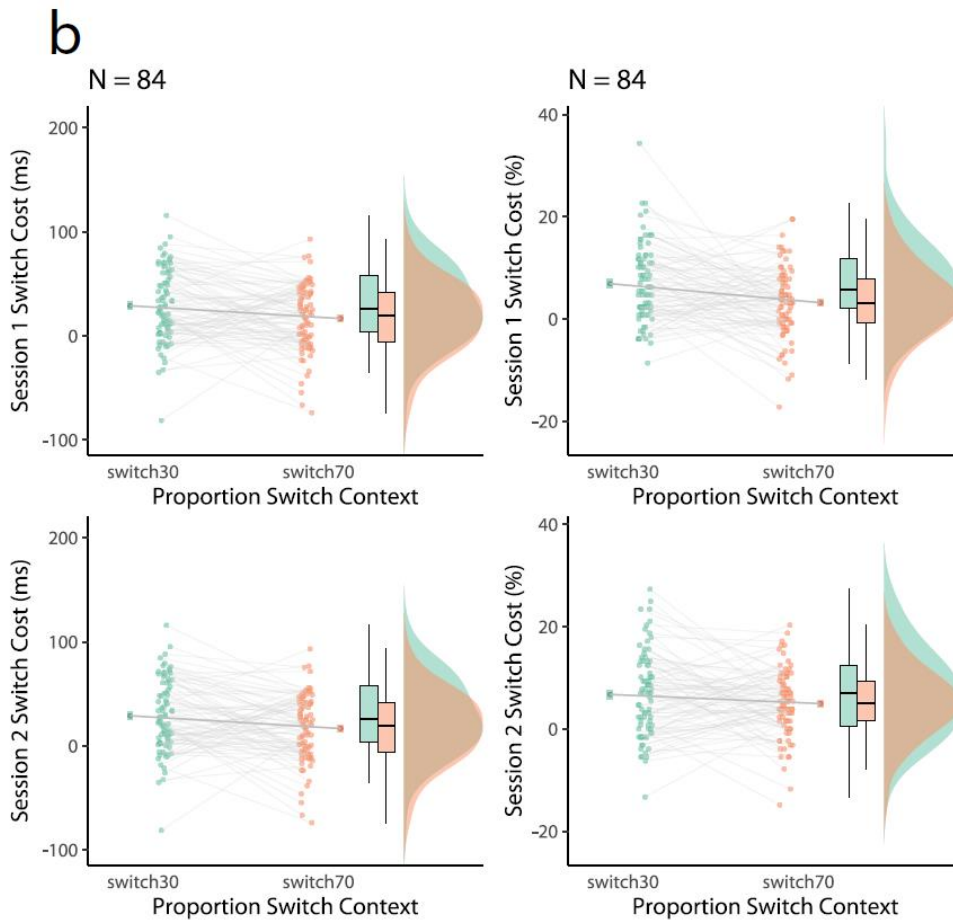 b
N = 84
200
100
0
-100
Session 1 Switch Cost (ms)
switch30
switch70
Proportion Switch Context
N = 84
40
20
0
-20
Session 1 Switch Cost (%)
switch30
switch70
Proportion Switch Context
200
100
0
-100
Session 2 Switch Cost (ms)
switch30
switch70
Proportion Switch Context
40
20
0
-20
Session 2 Switch Cost (%)
switch30
switch70
Proportion Switch Context